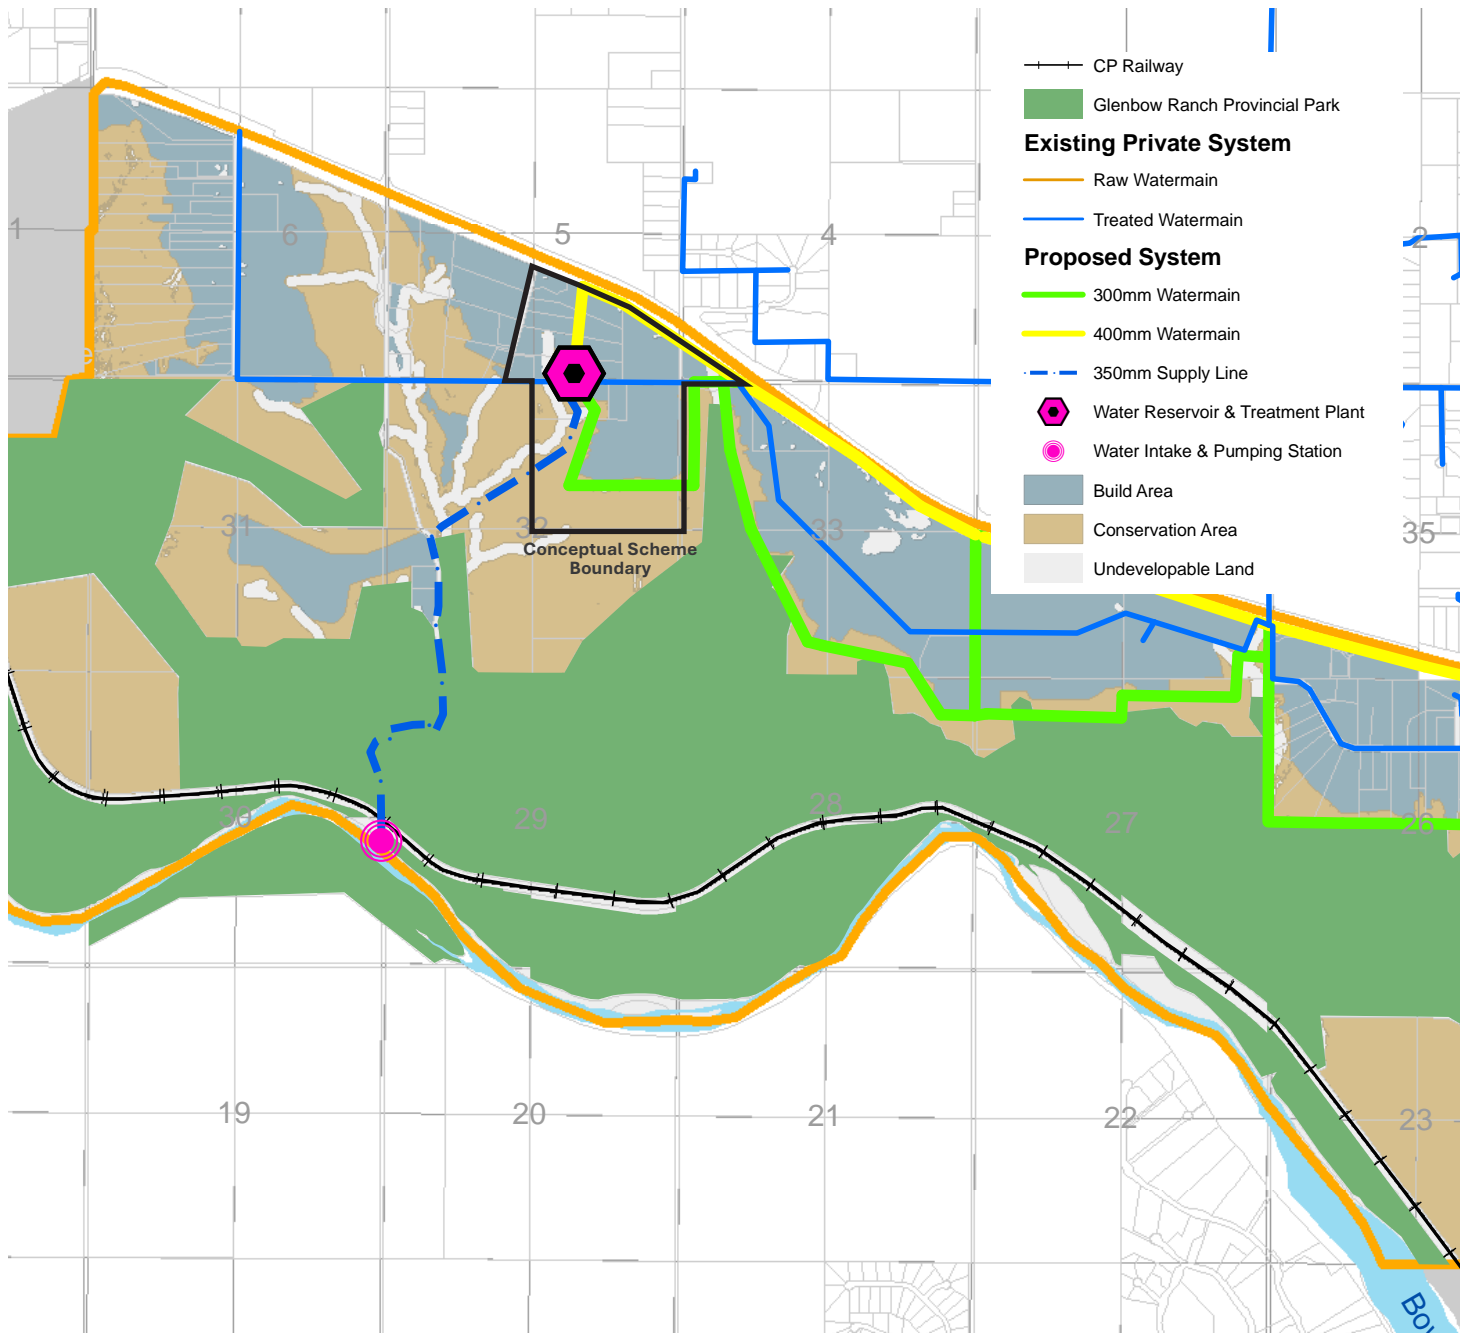 CP Railway
Glenbow Ranch Provincial Park
Existing Private System
Raw Watermain
Treated Watermain
Proposed System
300mm Watermain
400mm Watermain
350mm Supply Line
Water Reservoir & Treatment Plant
Water Intake & Pumping Station
Build Area
Conservation Area
Undevelopable Land
1
6
5
4
2
31
32
33
35
Conceptual Scheme
Boundary
30
29
28
27
26
19
20
21
22
23